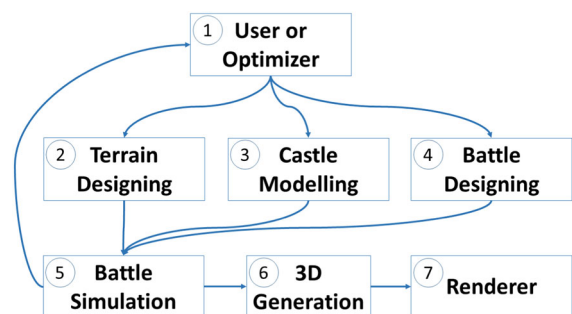 1 User or
Optimizer
2 Terrain
Designing
3 Castle
Modelling
4 Battle
Designing
5 Battle
Simulation
6 3D
Generation
7 Renderer